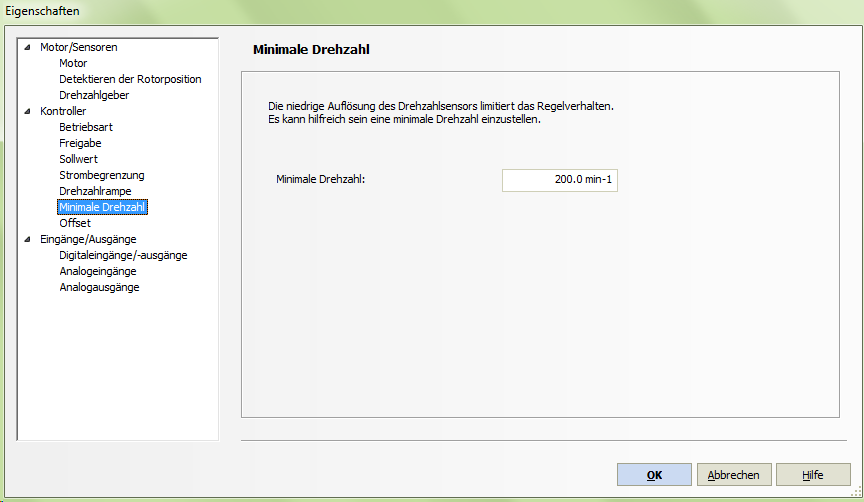 Eigenschaften
Motor/Sensoren
Motor
Detektieren der Rotorposition
Drehzahlgeber
Kontroller
Betriebsart
Freigabe
Sollwert
Strombegrenzung
Drehzahlrampe
Minimale Drehzahl
Offset
Eingänge/Ausgänge
Digitaleingänge/-ausgänge
Analogeingänge
Analogausgänge
Minimale Drehzahl
Die niedrige Auflösung des Drehzahlsensors limitiert das Regelverhalten.
Es kann hilfreich sein eine minimale Drehzahl einzustellen.
Minimale Drehzahl: 200.0 min-1
OK Abbrechen Hilfe